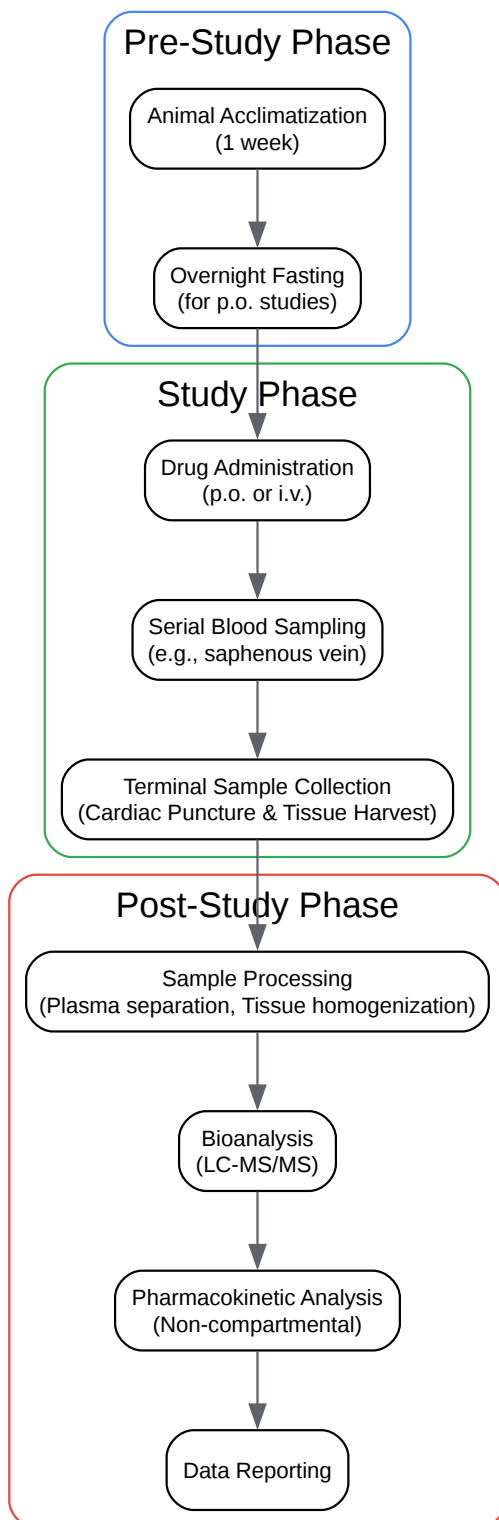 Pre-Study Phase
Animal Acclimatization
(1 week)
Overnight Fasting
(for p.o. studies)
Study Phase
Drug Administration
(p.o. or i.v.)
Serial Blood Sampling
(e.g., saphenous vein)
Terminal Sample Collection
(Cardiac Puncture & Tissue Harvest)
Post-Study Phase
Sample Processing
(Plasma separation, Tissue homogenization)
Bioanalysis
(LC-MS/MS)
Pharmacokinetic Analysis
(Non-compartmental)
Data Reporting